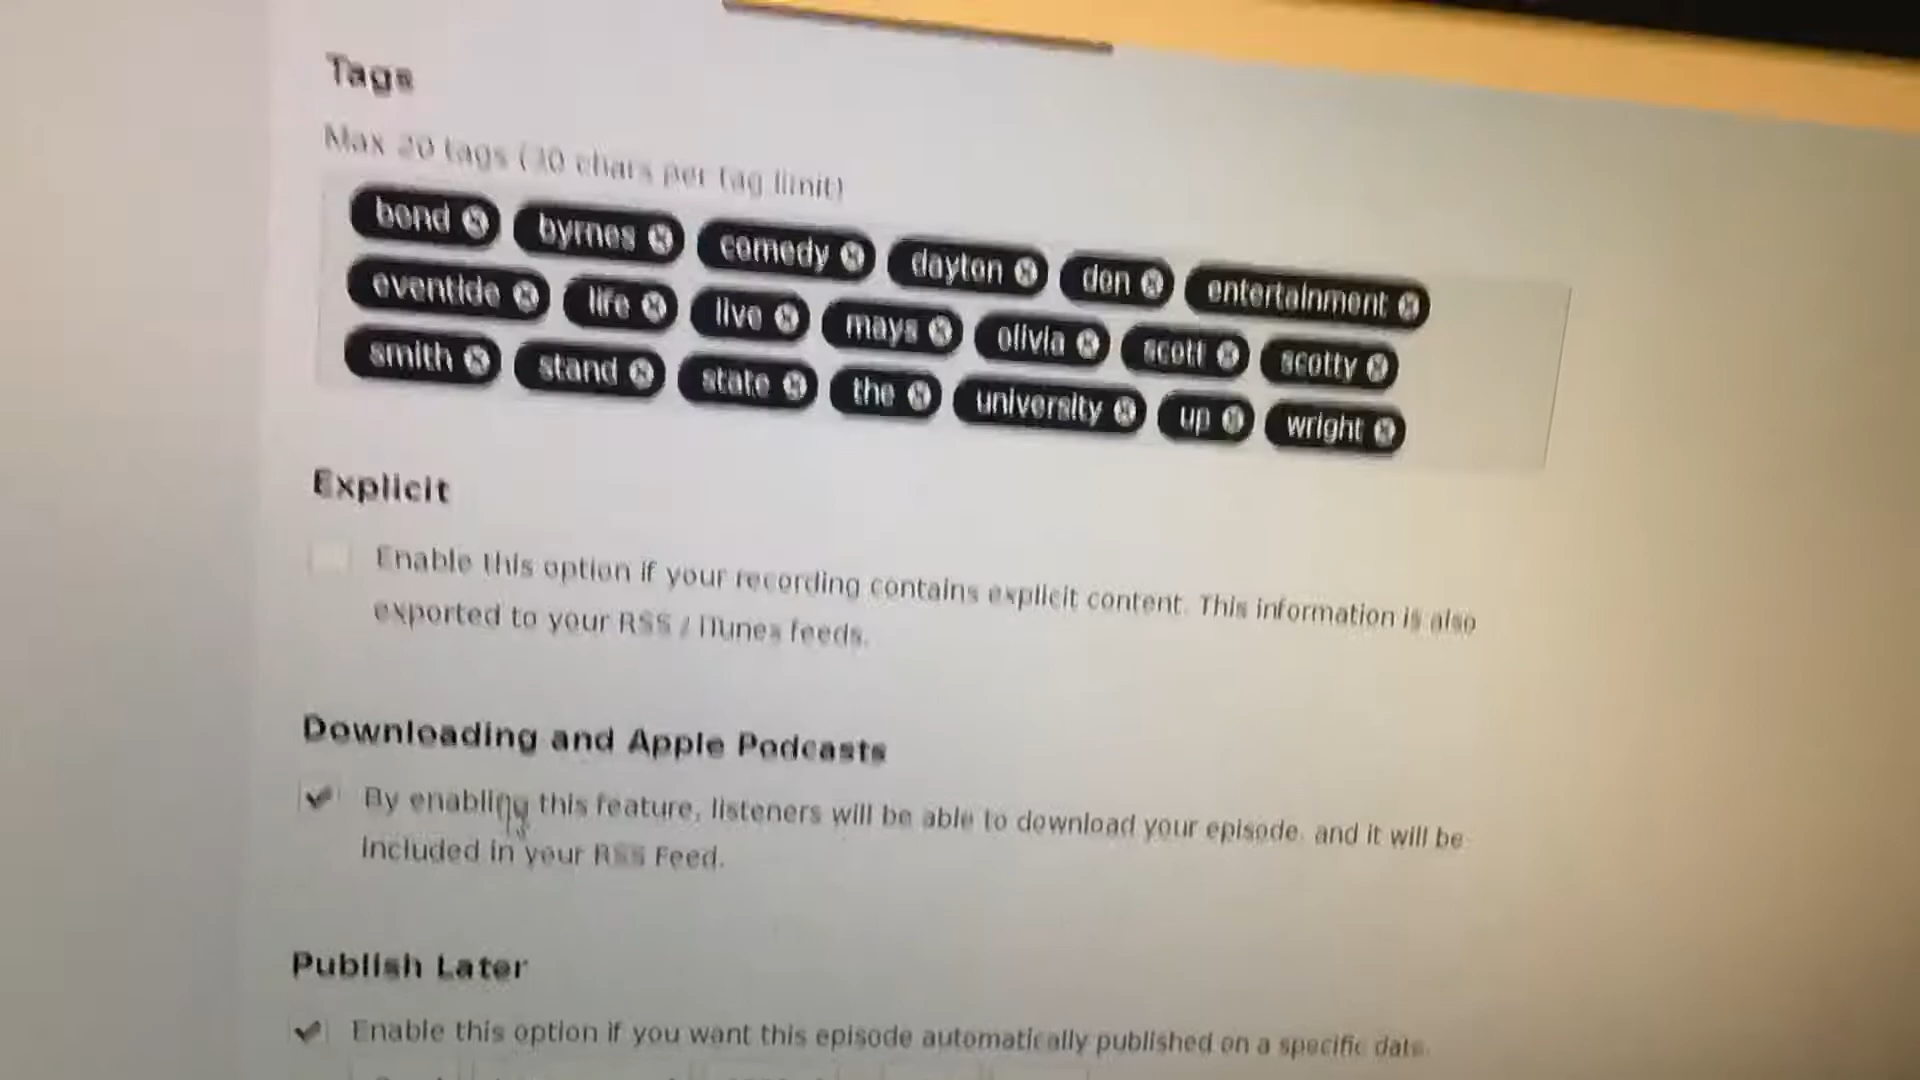 Tags
Max 20 tags (30 chars per tag limit)
bond byrnes comedy dayton don entertainment
eventide life live mays olivia scott scotty
smith stand state the university up wright
Explicit
Enable this option if your recording contains explicit content. This information is also
exported to your RSS / iTunes feeds.
Downloading and Apple Podcasts
By enabling this feature, listeners will be able to download your episode, and it will be
included in your RSS Feed.
Publish Later
Enable this option if you want this episode automatically published on a specific date.